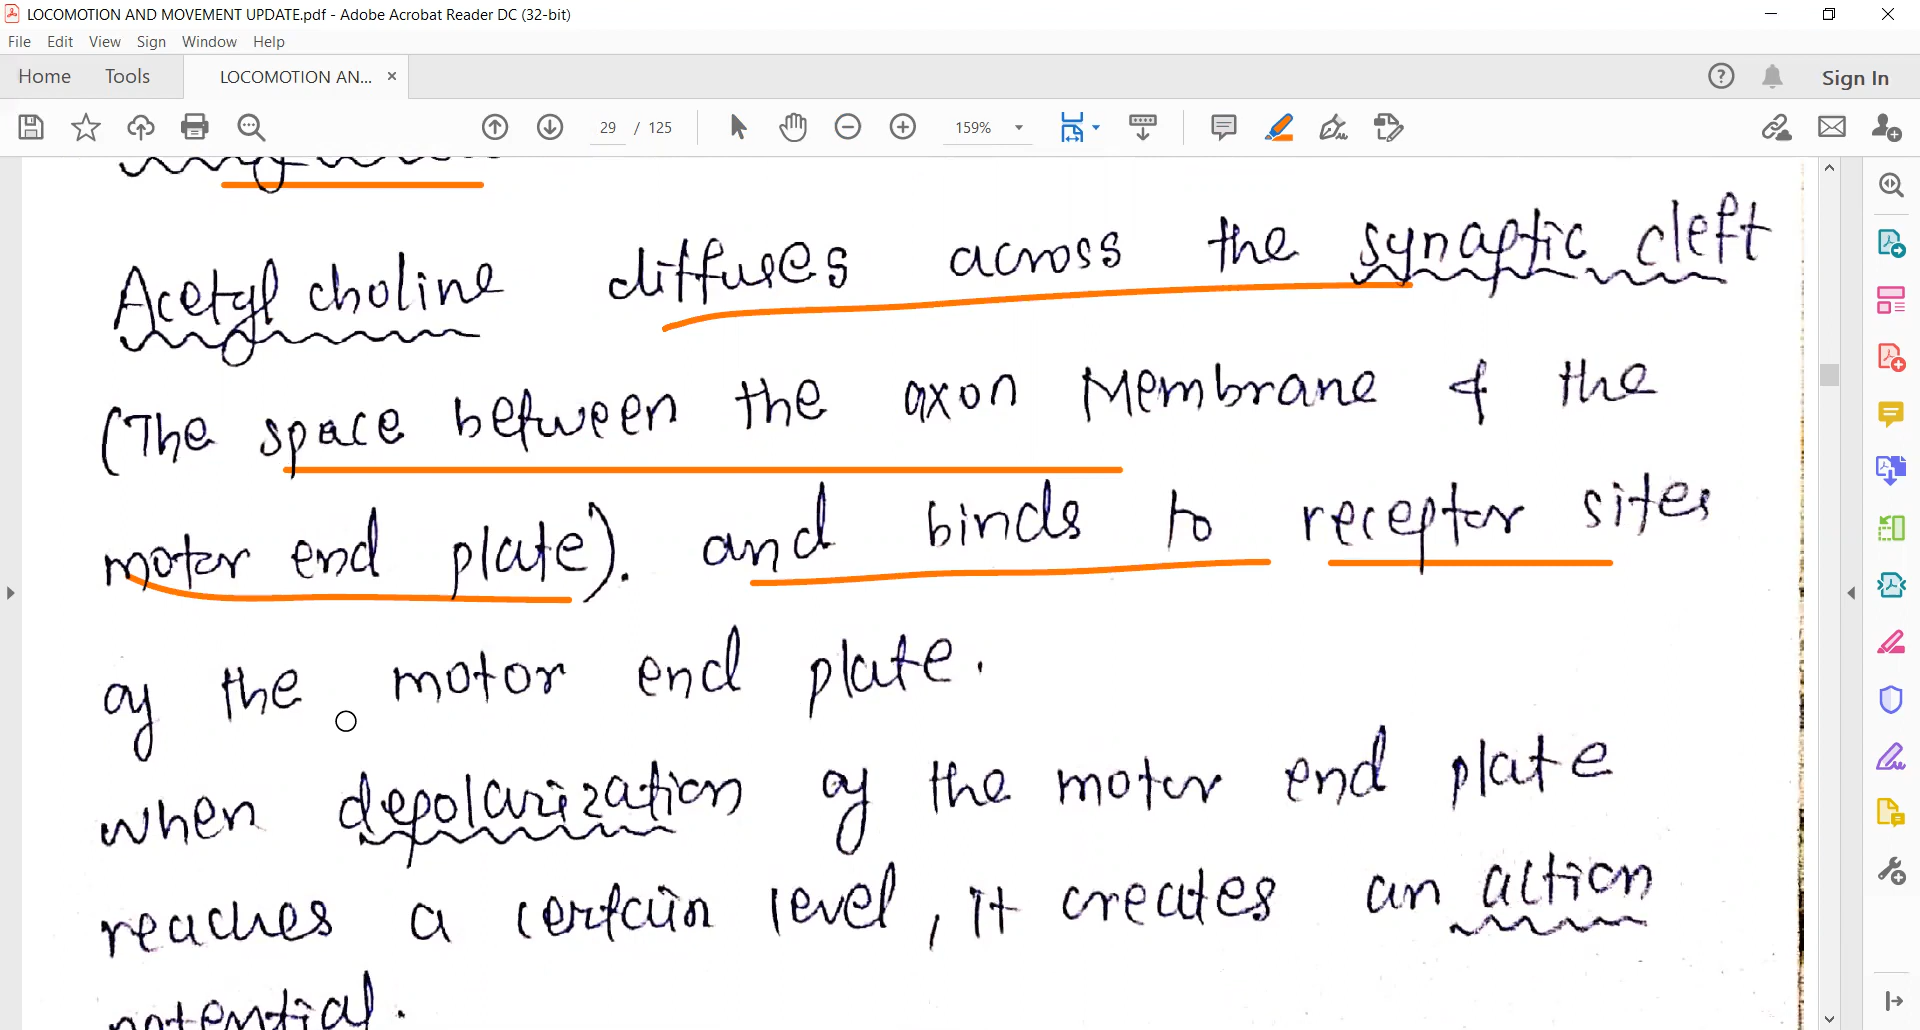 LOCOMOTION AND MOVEMENT UPDATE.pdf - Adobe Acrobat Reader DC (32-bit)
File Edit View Sign Window Help
Home Tools LOCOMOTION AN... × Sign In
29 / 125 159%
Acetyl choline diffuses across the synaptic cleft
(The space between the axon Membrane & the
motor end plate). and binds to receptor sites
of the motor end plate.
when depolarization of the motor end plate
reaches a certain level, it creates an action
potential.